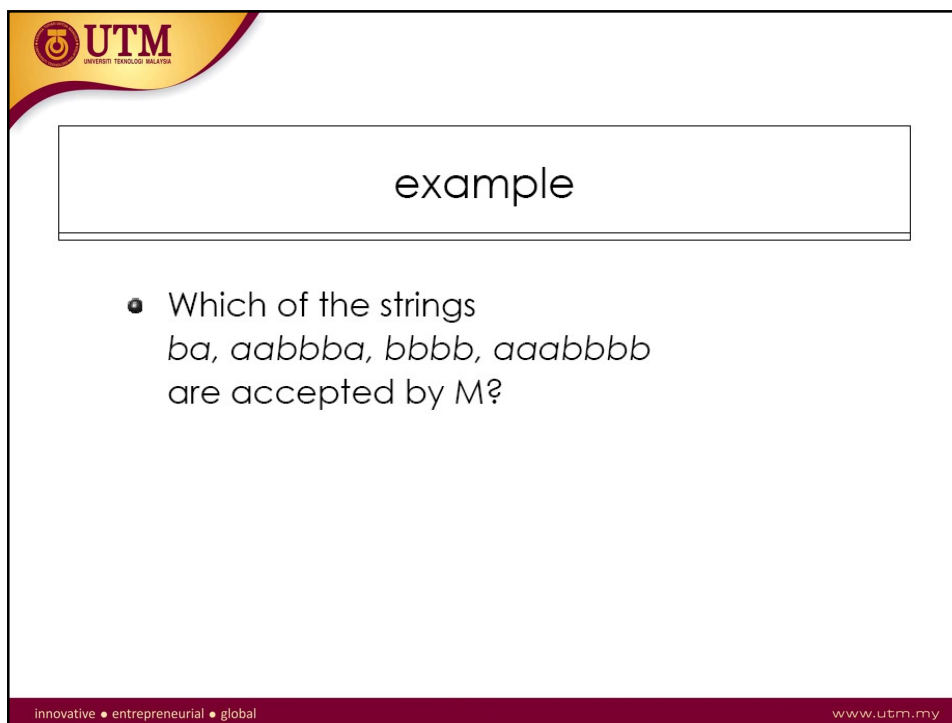 UTM
UNIVERSITI TEKNOLOGI MALAYSIA
example
Which of the strings
ba, aabbba, bbbb, aaabbbb
are accepted by M?
innovative ● entrepreneurial ● global
www.utm.my